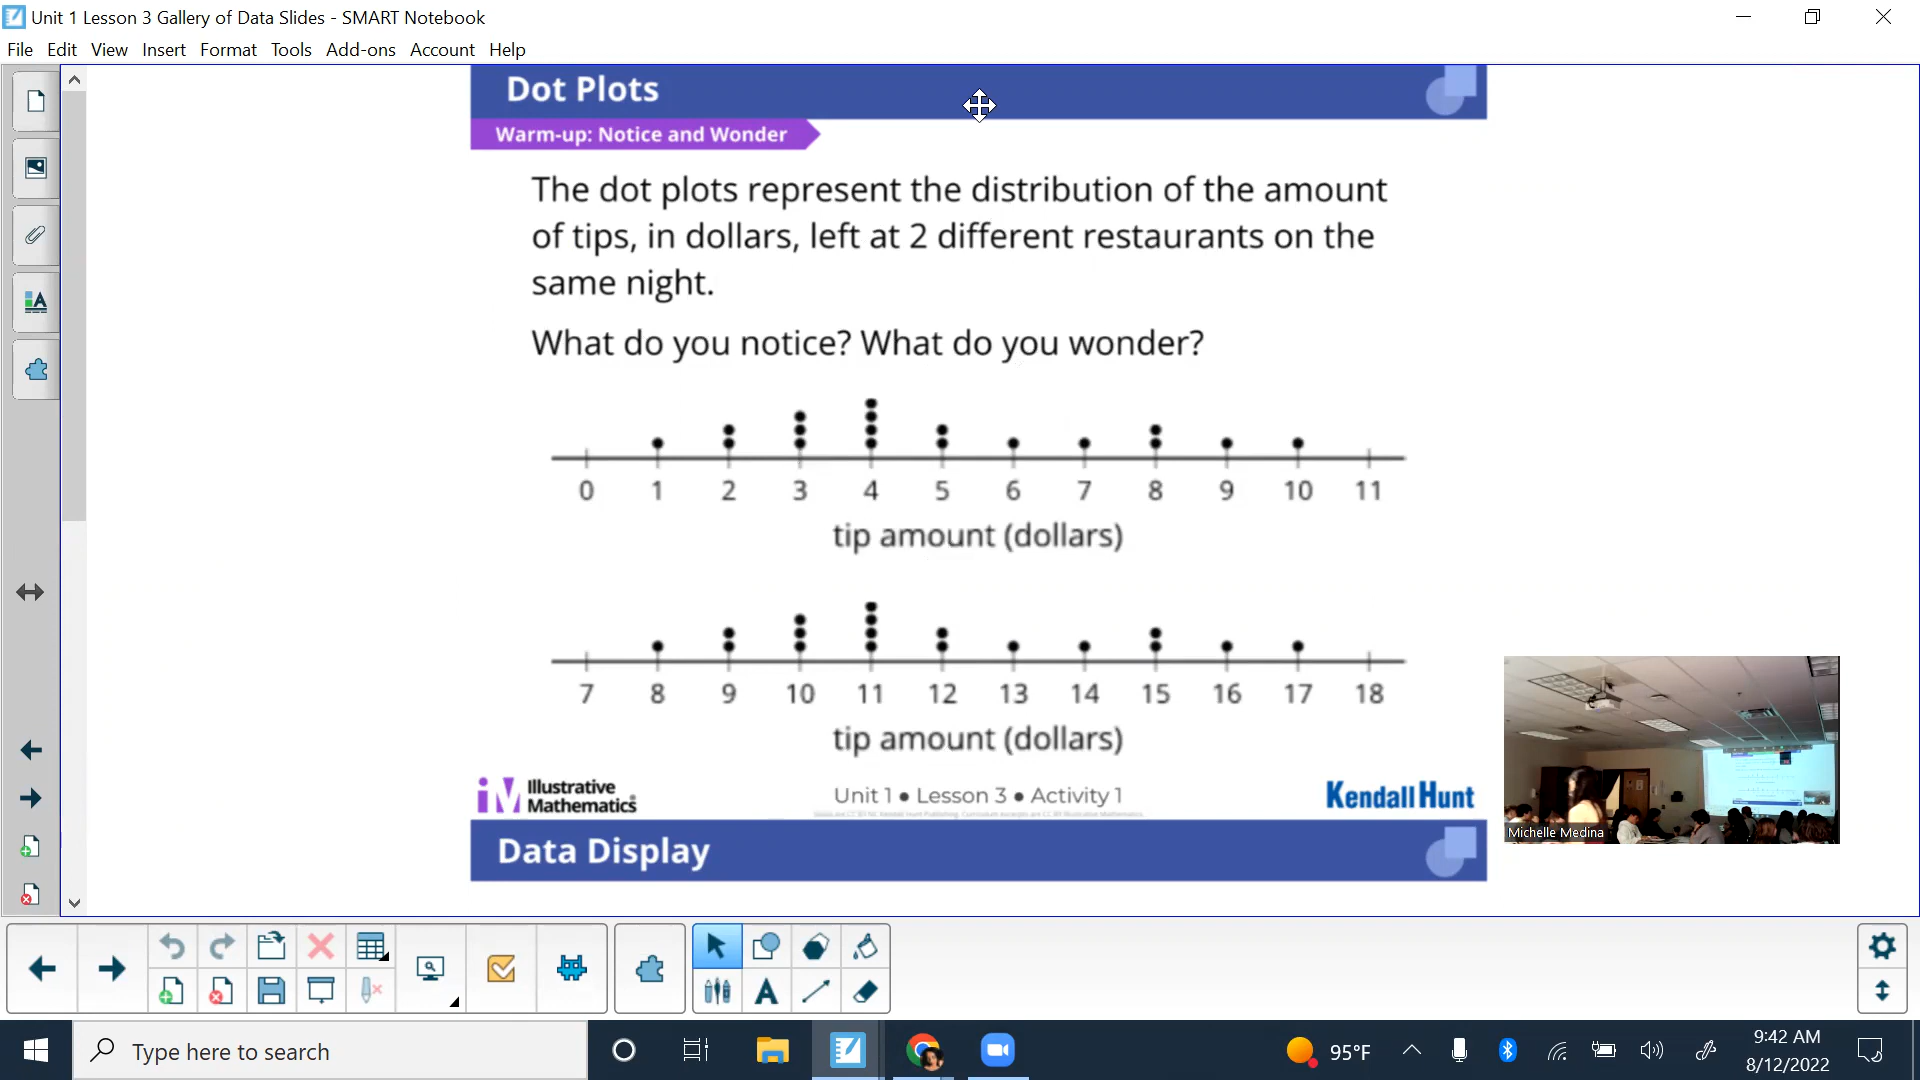 Unit 1 Lesson 3 Gallery of Data Slides - SMART Notebook
File Edit View Insert Format Tools Add-ons Account Help
Dot Plots
Warm-up: Notice and Wonder
The dot plots represent the distribution of the amount
of tips, in dollars, left at 2 different restaurants on the
same night.
What do you notice? What do you wonder?
0 1 2 3 4 5 6 7 8 9 10 11
tip amount (dollars)
7 8 9 10 11 12 13 14 15 16 17 18
tip amount (dollars)
Illustrative
Mathematics
Unit 1 • Lesson 3 • Activity 1
Kendall Hunt
Michelle Medina
Data Display
Type here to search
95°F
9:42 AM
8/12/2022